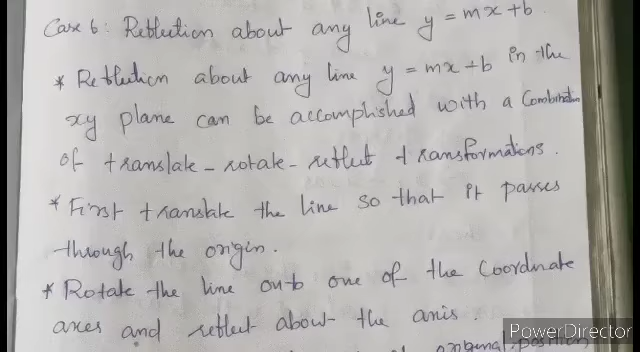 Case 6: Reflection about any line y = mx + b
* Reflection about any line y = mx + b in the
xy plane can be accomplished with a Combination
of translate - rotate - reflect transformations.
* First translate the line so that it passes
through the origin.
* Rotate the line onto one of the Coordinate
axes and reflect about the axis.
original position
PowerDirector